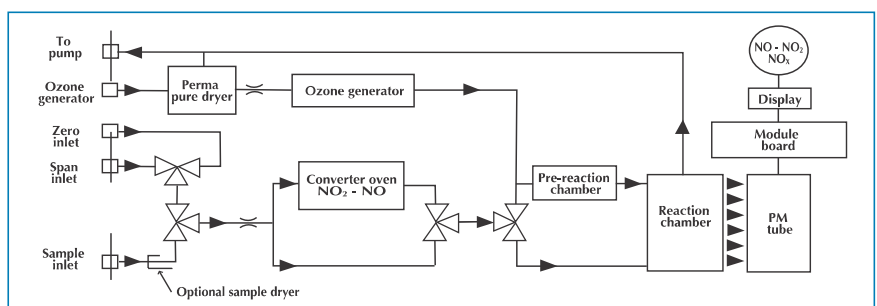 To
pump
Ozone
generator
Zero
inlet
Span
inlet
Sample
inlet
Optional sample dryer
Perma
pure dryer
Ozone generator
Converter oven
NO₂ - NO
Pre-reaction
chamber
Reaction
chamber
NO - NO₂
NOₓ
Display
Module
board
PM
tube